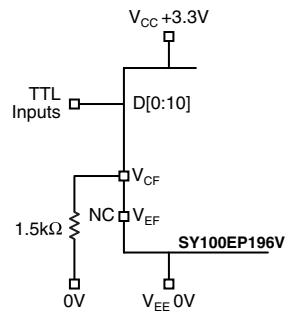 VCC +3.3V
TTL
Inputs
D[0:10]
VCF
1.5kΩ
NC VEF
SY100EP196V
0V
VEE 0V